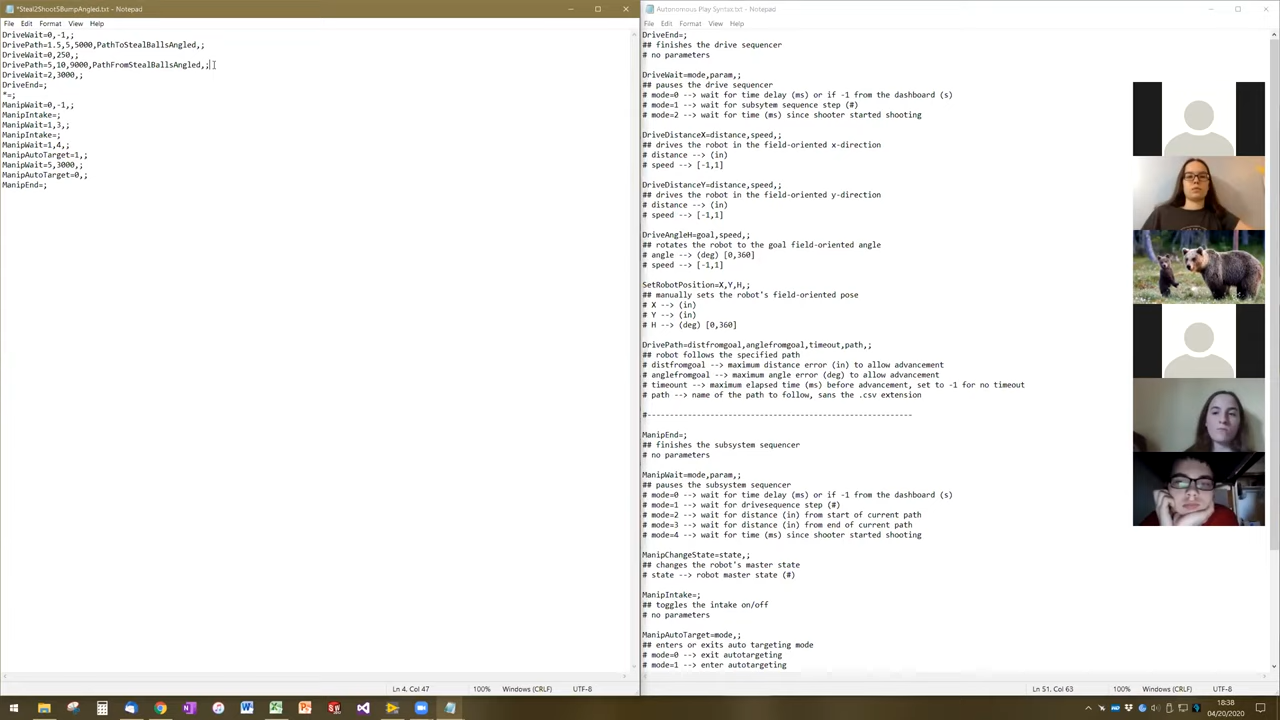 *Steal2Shoot5BumpAngled.txt - Notepad
File Edit Format View Help
DriveWait=0,-1,;
DrivePath=1.5,5,5000,PathToStealBallsAngled,;
DriveWait=0,250,;
DrivePath=5,10,9000,PathFromStealBallsAngled,;
DriveWait=2,3000,;
DriveEnd=;
*=;
ManipWait=0,-1,;
ManipIntake=;
ManipWait=1,3,;
ManipIntake=;
ManipWait=1,4,;
ManipAutoTarget=1,;
ManipWait=5,3000,;
ManipAutoTarget=0,;
ManipEnd=;
Ln 4, Col 47 100% Windows (CRLF) UTF-8
Autonomous Play Syntax.txt - Notepad
File Edit Format View Help
DriveEnd=;
## finishes the drive sequencer
# no parameters
DriveWait=mode,param,;
## pauses the drive sequencer
# mode=0 --> wait for time delay (ms) or if -1 from the dashboard (s)
# mode=1 --> wait for subsytem sequence step (#)
# mode=2 --> wait for time (ms) since shooter started shooting
DriveDistanceX=distance,speed,;
## drives the robot in the field-oriented x-direction
# distance --> (in)
# speed --> [-1,1]
DriveDistanceY=distance,speed,;
## drives the robot in the field-oriented y-direction
# distance --> (in)
# speed --> [-1,1]
DriveAngleH=goal,speed,;
## rotates the robot to the goal field-oriented angle
# angle --> (deg) [0,360]
# speed --> [-1,1]
SetRobotPosition=X,Y,H,;
## manually sets the robot's field-oriented pose
# X --> (in)
# Y --> (in)
# H --> (deg) [0,360]
DrivePath=distfromgoal,anglefromgoal,timeout,path,;
## robot follows the specified path
# distfromgoal --> maximum distance error (in) to allow advancement
# anglefromgoal --> maximum angle error (deg) to allow advancement
# timeout --> maximum elapsed time (ms) before advancement, set to -1 for no timeout
# path --> name of the path to follow, sans the .csv extension
#-----------------------------------------------------------
ManipEnd=;
## finishes the subsystem sequencer
# no parameters
ManipWait=mode,param,;
## pauses the subsystem sequencer
# mode=0 --> wait for time delay (ms) or if -1 from the dashboard (s)
# mode=1 --> wait for drivesequence step (#)
# mode=2 --> wait for distance (in) from start of current path
# mode=3 --> wait for distance (in) from end of current path
# mode=4 --> wait for time (ms) since shooter started shooting
ManipChangeState=state,;
## changes the robot's master state
# state --> robot master state (#)
ManipIntake=;
## toggles the intake on/off
# no parameters
ManipAutoTarget=mode,;
## enters or exits auto targeting mode
# mode=0 --> exit autotargeting
# mode=1 --> enter autotargeting
Ln 51, Col 63 100% Windows (CRLF) UTF-8
18:38
04/20/2020